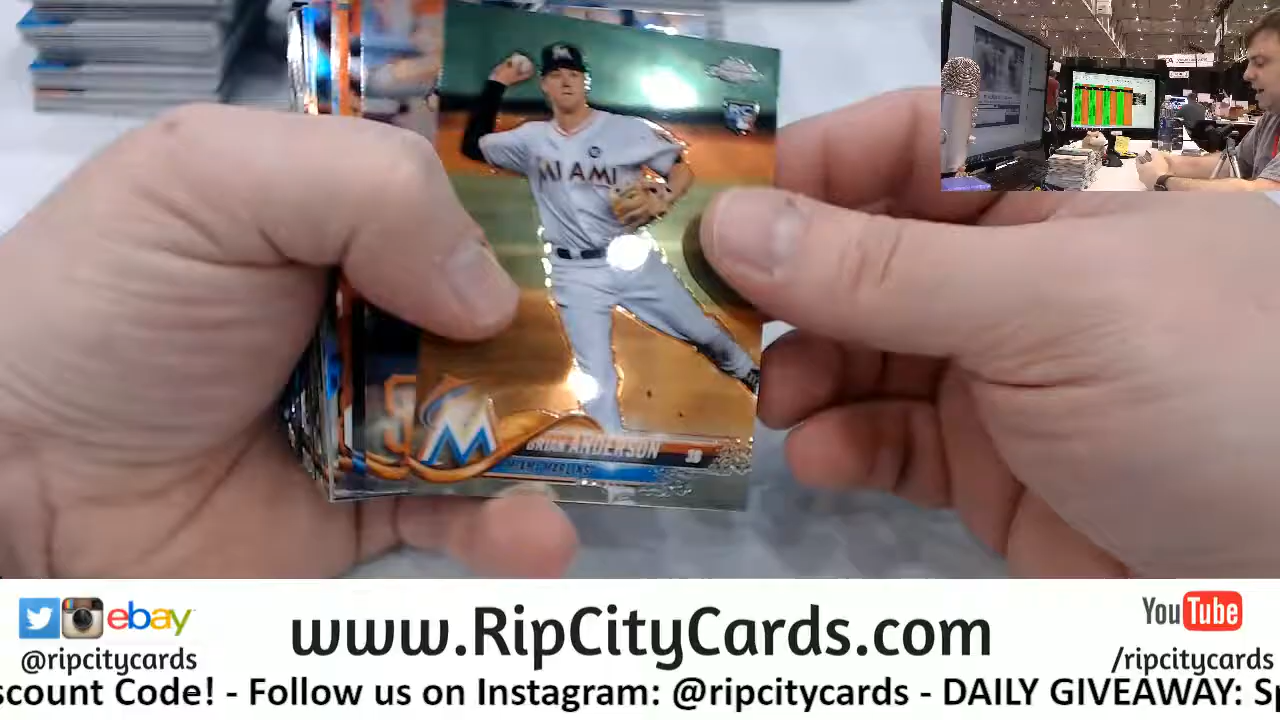 MIAMI
BRIAN ANDERSON
3B
MIAMI MARLINS
ebay
www.RipCityCards.com
YouTube
@ripcitycards
/ripcitycards
scount Code! - Follow us on Instagram: @ripcitycards - DAILY GIVEAWAY: Sp